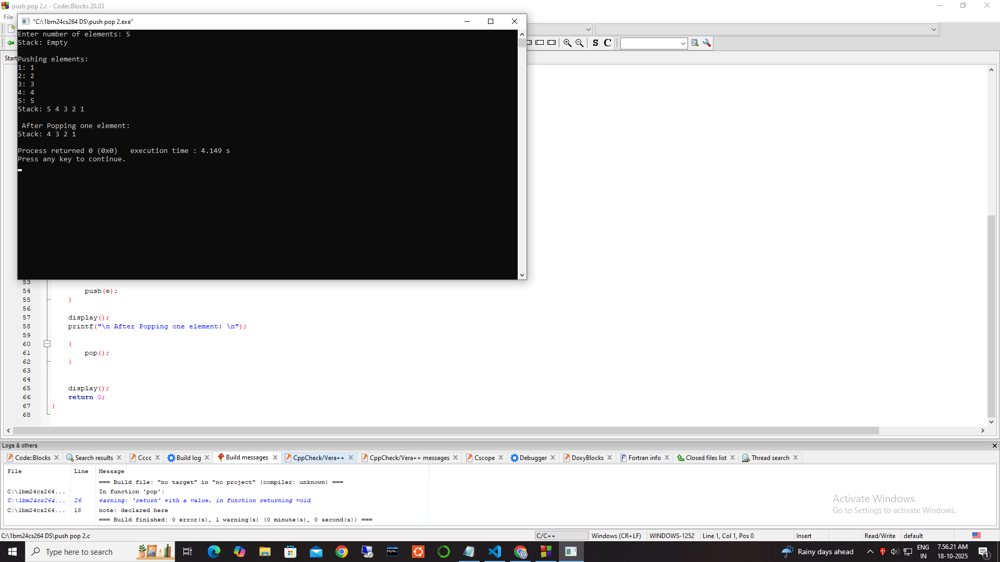 push pop 2.c - Code::Blocks 20.03
File
"C:\1bm24cs264 DS\push pop 2.exe"
Enter number of elements: 5
Stack: Empty
Pushing elements:
1: 1
2: 2
3: 3
4: 4
5: 5
Stack: 5 4 3 2 1
After Popping one element:
Stack: 4 3 2 1
Process returned 0 (0x0)   execution time : 4.149 s
Press any key to continue.
S C
Start
53
54 push(e);
55 }
56
57 display();
58 printf("\n After Popping one element: \n");
59
60 {
61 pop();
62 }
63
64
65 display();
66 return 0;
67 }
68
Logs & others
Code::Blocks Search results Cccc Build log Build messages CppCheck/Vera++ CppCheck/Vera++ messages Cscope Debugger DoxyBlocks Fortran info Closed files list Thread search
File Line Message
=== Build file: "no target" in "no project" (compiler: unknown) ===
C:\1bm24cs264... In function 'pop':
C:\1bm24cs264... 26 warning: 'return' with a value, in function returning void
C:\1bm24cs264... 18 note: declared here
=== Build finished: 0 error(s), 1 warning(s) (0 minute(s), 0 second(s)) ===
Activate Windows
Go to Settings to activate Windows.
C:\1bm24cs264 DS\push pop 2.c C/C++ Windows (CR+LF) WINDOWS-1252 Line 1, Col 1, Pos 0 Insert Read/Write default
Type here to search
MySQL
Rainy days ahead
ENG
IN
7.56.21 AM
18-10-2025
1